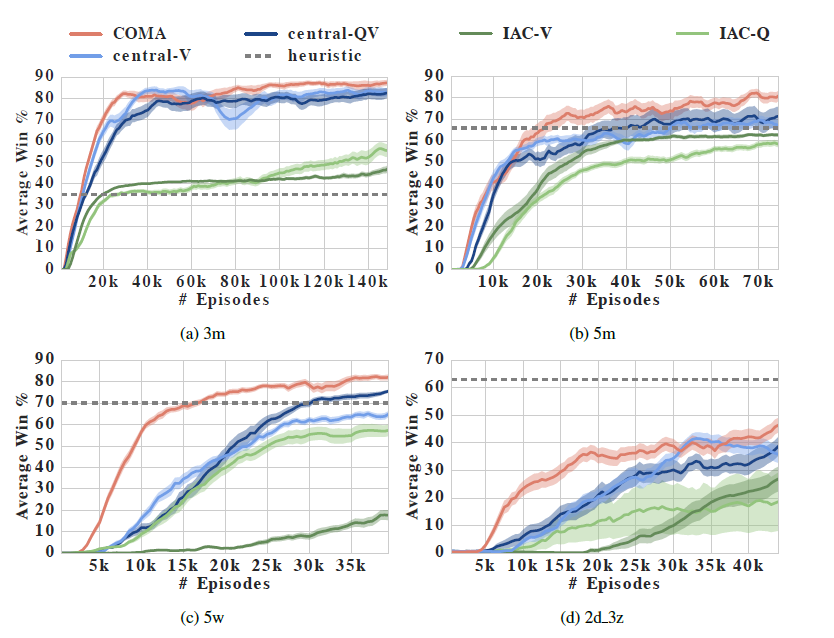 COMA central-QV IAC-V IAC-Q
central-V heuristic
Average Win %
90
80
70
60
50
40
30
20
10
0
20k 40k 60k 80k 100k 120k 140k
# Episodes
(a) 3m
Average Win %
90
80
70
60
50
40
30
20
10
0
10k 20k 30k 40k 50k 60k 70k
# Episodes
(b) 5m
Average Win %
90
80
70
60
50
40
30
20
10
0
5k 10k 15k 20k 25k 30k 35k
# Episodes
(c) 5w
Average Win %
70
60
50
40
30
20
10
0
5k 10k 15k 20k 25k 30k 35k 40k
# Episodes
(d) 2d_3z